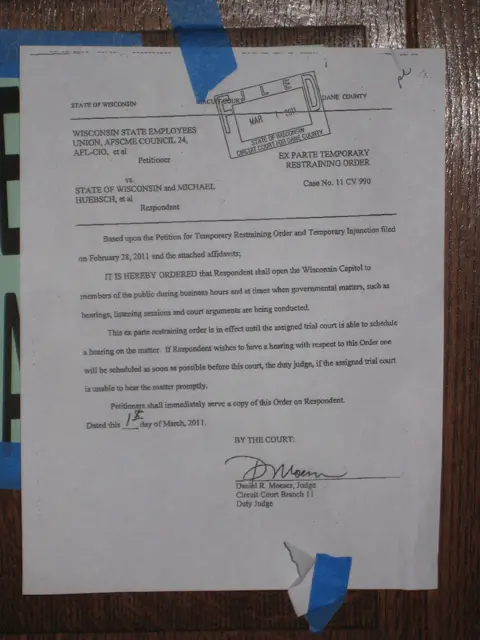 STATE OF WISCONSIN CIRCUIT COURT DANE COUNTY
FILED
MAR 1 2011
STATE OF WISCONSIN
CIRCUIT COURT FOR DANE COUNTY
WISCONSIN STATE EMPLOYEES
UNION, AFSCME COUNCIL 24,
AFL-CIO, et al
Petitioner
vs.
STATE OF WISCONSIN and MICHAEL
HUEBSCH, et al
Respondent
EX PARTE TEMPORARY
RESTRAINING ORDER
Case No. 11 CV 990
Based upon the Petition for Temporary Restraining Order and Temporary Injunction filed
on February 28, 2011 and the attached affidavits;
IT IS HEREBY ORDERED that Respondent shall open the Wisconsin Capitol to
members of the public during business hours and at times when governmental matters, such as
hearings, listening sessions and court arguments are being conducted.
This ex parte restraining order is in effect until the assigned trial court is able to schedule
a hearing on the matter. If Respondent wishes to have a hearing with respect to this Order one
will be scheduled as soon as possible before this court, the duty judge, if the assigned trial court
is unable to hear the matter promptly.
Petitioners shall immediately serve a copy of this Order on Respondent.
Dated this 1st day of March, 2011.
BY THE COURT:
Daniel R. Moeser, Judge
Circuit Court Branch 11
Duty Judge